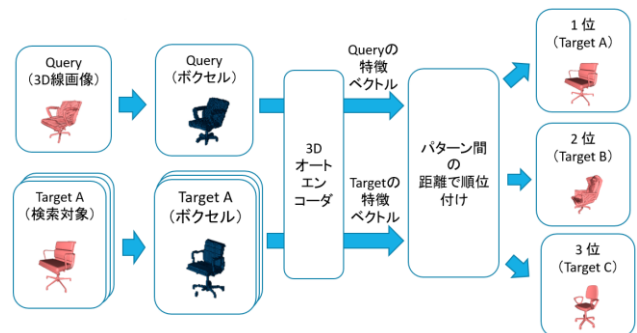 Query
(3D線画像)
Query
(ボクセル)
Target A
(検索対象)
Target A
(ボクセル)
3D
オート
エン
コーダ
Queryの
特徴
ベクトル
Targetの
特徴
ベクトル
パターン間
の
距離で順位
付け
1 位
(Target A)
2 位
(Target B)
3 位
(Target C)